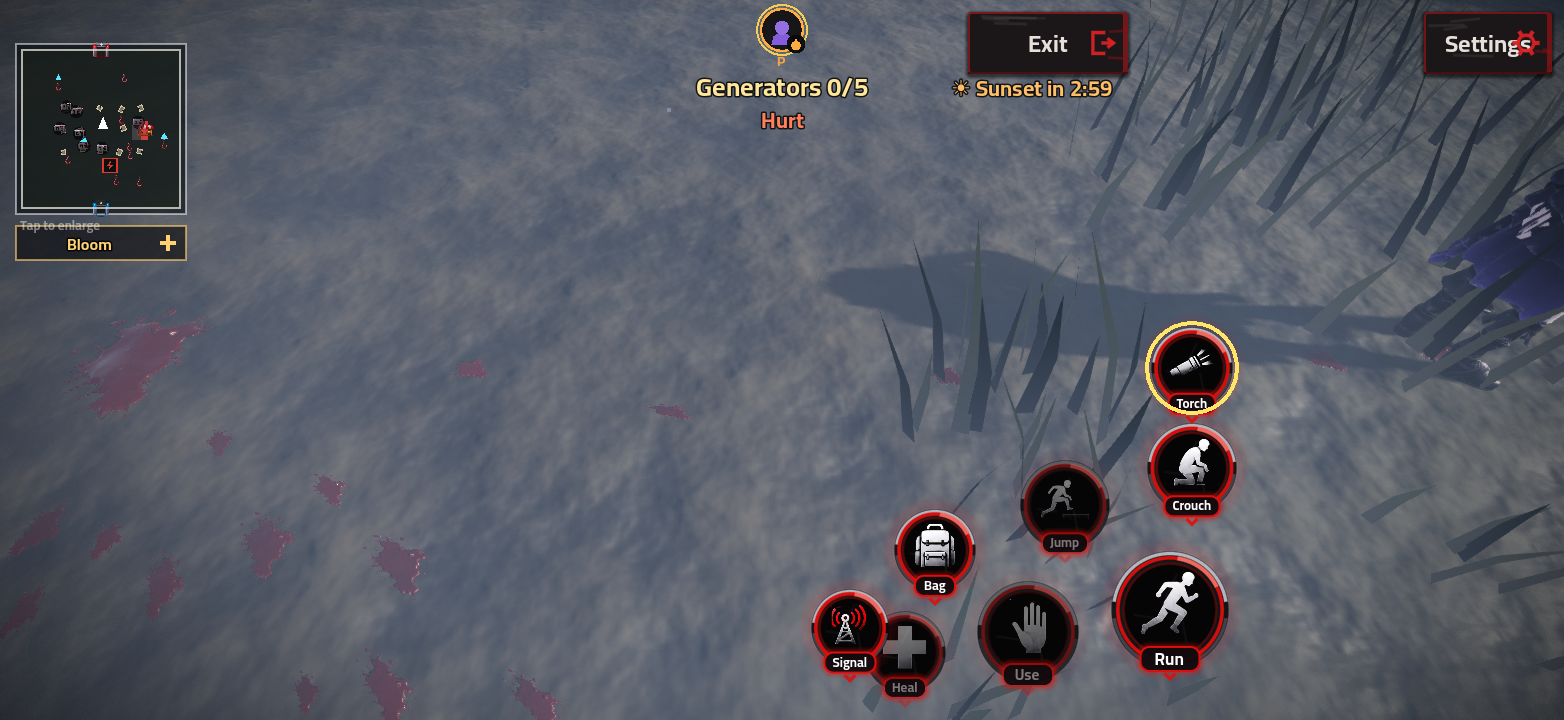 Exit
Settings
P
Generators 0/5
Sunset in 2:59
Hurt
Tap to enlarge
Bloom
Torch
Crouch
Jump
Bag
Signal
Heal
Use
Run